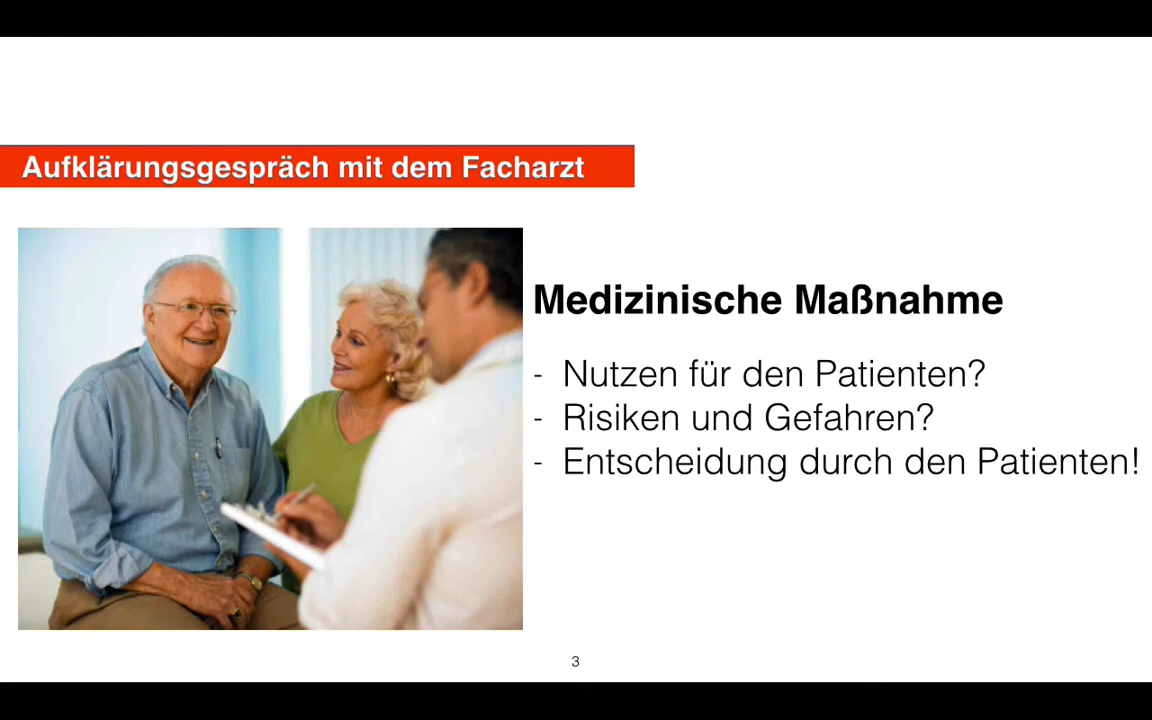 Aufklärungsgespräch mit dem Facharzt
Medizinische Maßnahme
- Nutzen für den Patienten?
- Risiken und Gefahren?
- Entscheidung durch den Patienten!
3